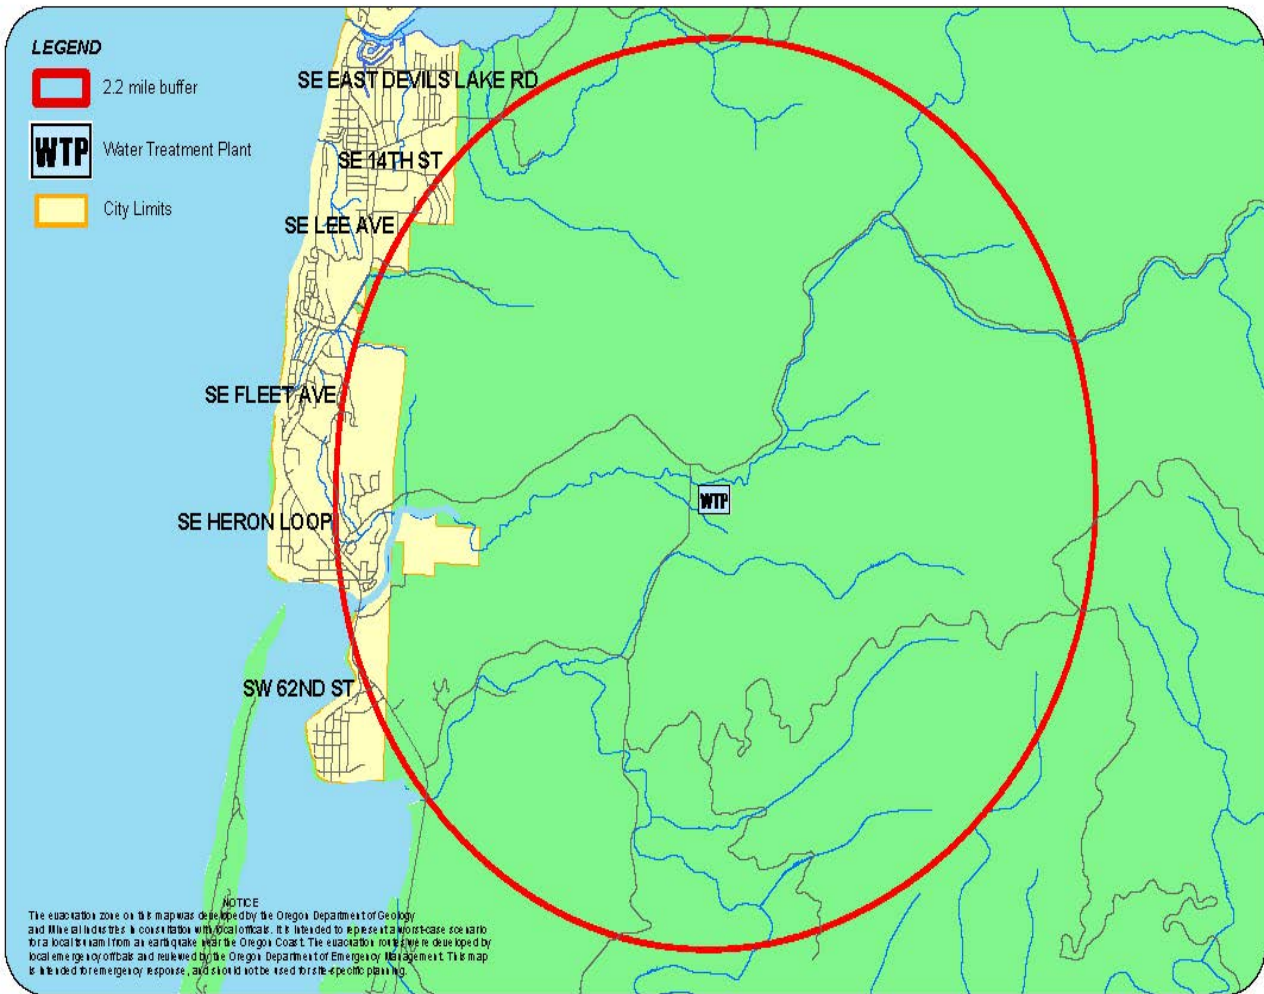 LEGEND
2.2 mile buffer
WTP
Water Treatment Plant
City Limits
SE EAST DEVILS LAKE RD
SE 14TH ST
SE LEE AVE
SE FLEET AVE
WTP
SE HERON LOOP
SW 62ND ST
NOTICE
The evacuation zone on this map was developed by the Oregon Department of Geology
and Mineral Industries in consultation with local officials. It is intended to represent a worst-case scenario
for a local tsunami from an earthquake near the Oregon Coast. The evacuation routes were developed by
local emergency officials and reviewed by the Oregon Department of Emergency Management. This map
is intended for emergency response, and should not be used for site-specific planning.